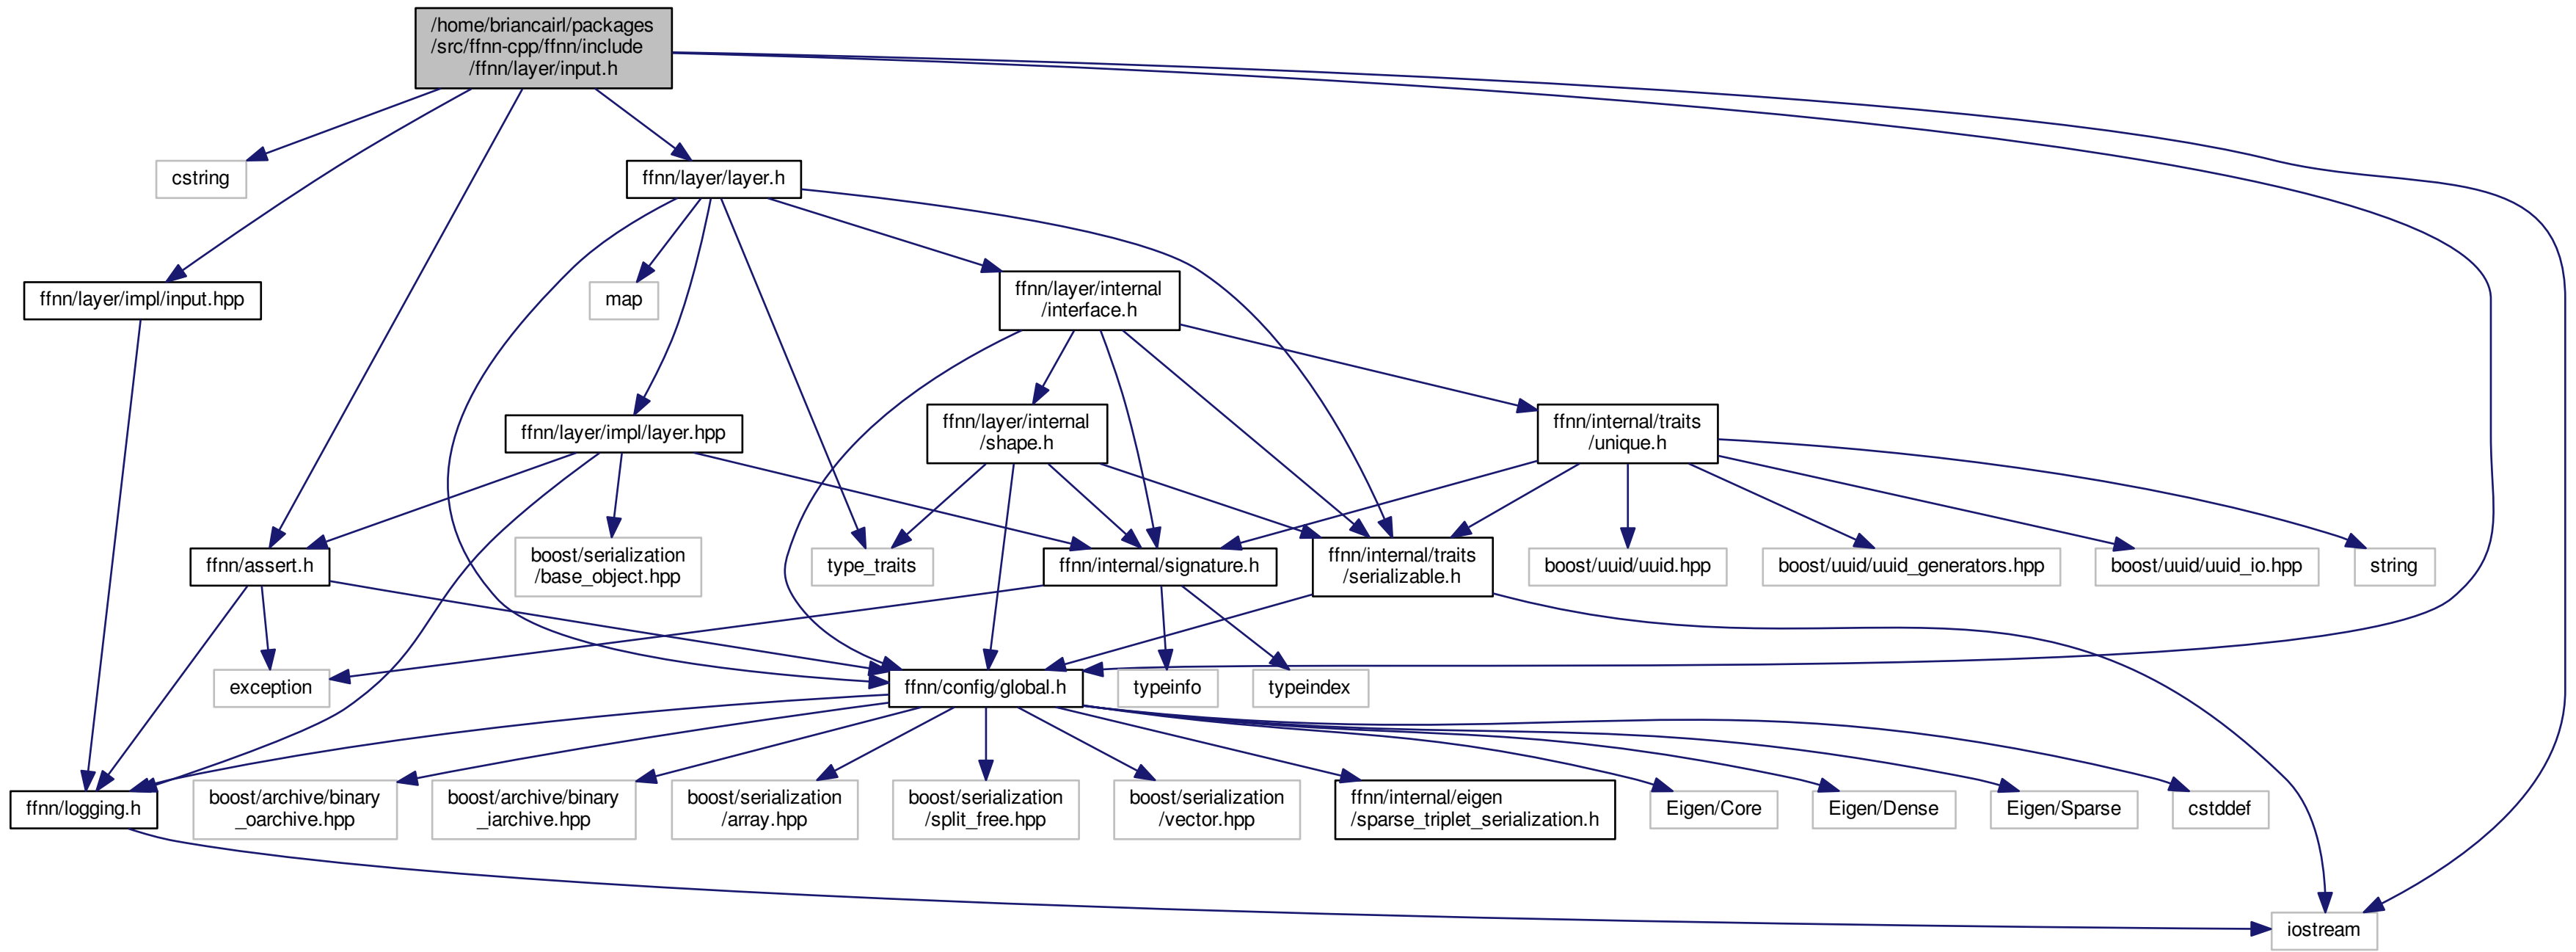 /home/briancairl/packages
/src/ffnn-cpp/ffnn/include
/ffnn/layer/input.h
cstring
ffnn/layer/layer.h
ffnn/layer/impl/input.hpp
map
ffnn/layer/internal
/interface.h
ffnn/layer/impl/layer.hpp
ffnn/layer/internal
/shape.h
ffnn/internal/traits
/unique.h
ffnn/assert.h
boost/serialization
/base_object.hpp
type_traits
ffnn/internal/signature.h
ffnn/internal/traits
/serializable.h
boost/uuid/uuid.hpp
boost/uuid/uuid_generators.hpp
boost/uuid/uuid_io.hpp
string
exception
ffnn/config/global.h
typeinfo
typeindex
ffnn/logging.h
boost/archive/binary
_oarchive.hpp
boost/archive/binary
_iarchive.hpp
boost/serialization
/array.hpp
boost/serialization
/split_free.hpp
boost/serialization
/vector.hpp
ffnn/internal/eigen
/sparse_triplet_serialization.h
Eigen/Core
Eigen/Dense
Eigen/Sparse
cstddef
iostream